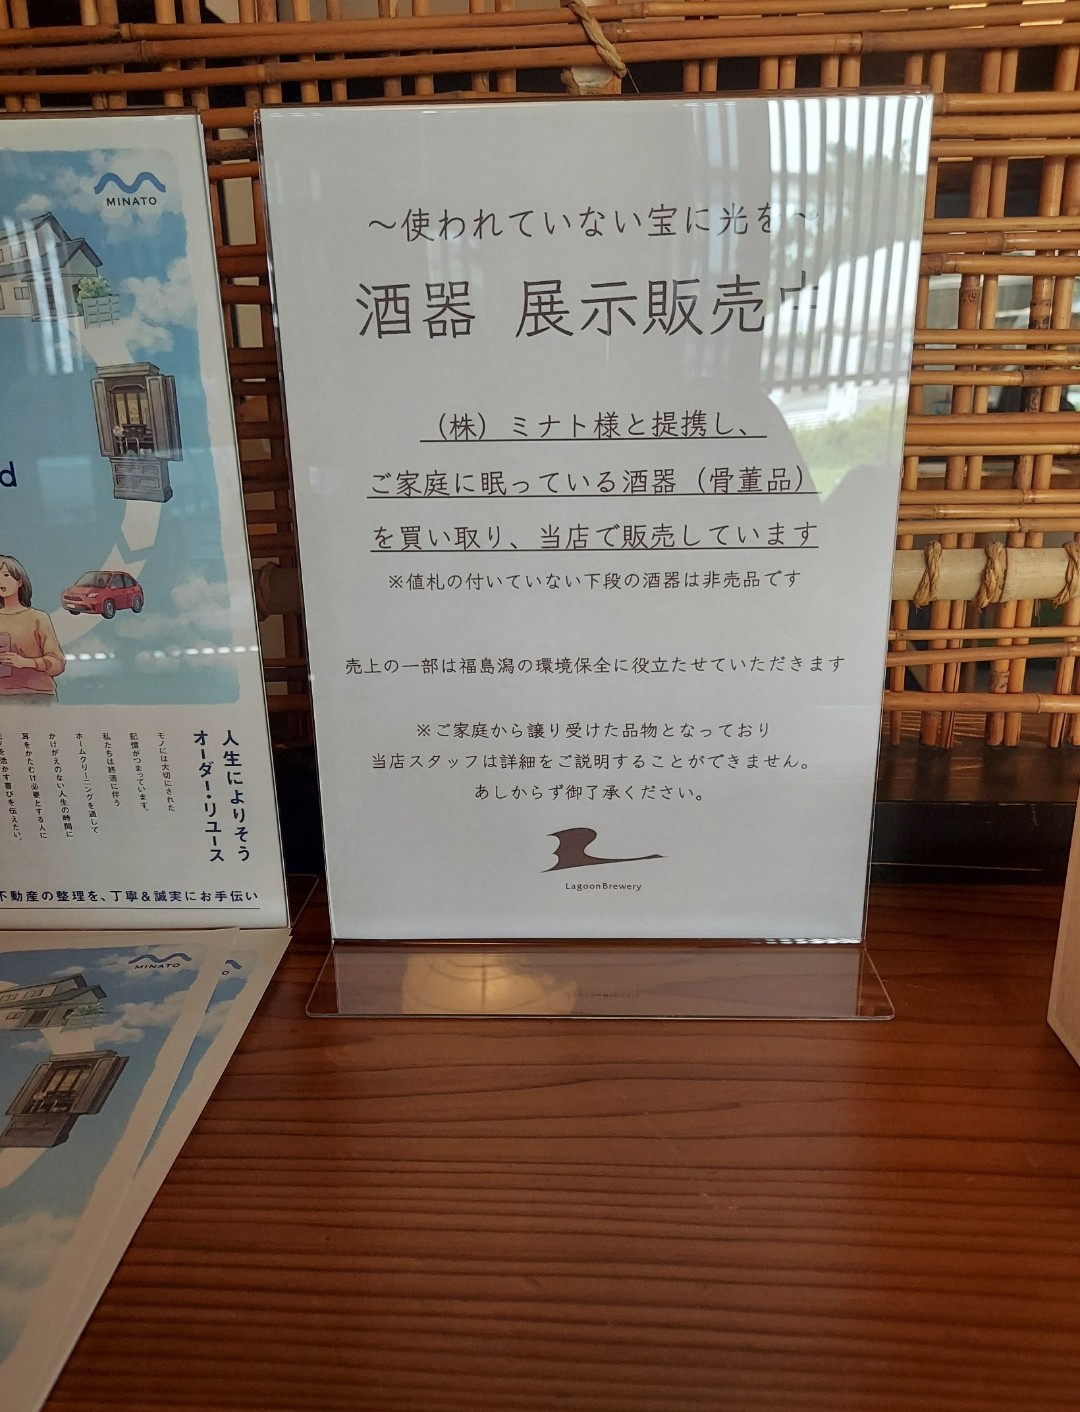 ～使われていない宝に光を～
酒器 展示販売中
（株）ミナト様と提携し、
ご家庭に眠っている酒器（骨董品）
を買い取り、当店で販売しています
※値札の付いていない下段の酒器は非売品です
売上の一部は福島潟の環境保全に役立たせていただきます
※ご家庭から譲り受けた品物となっており
当店スタッフは詳細をご説明することができません。
あしからず御了承ください。
LagoonBrewery
MINATO
d
人生によりそう
オーダー・リユース
モノには大切にされた
記憶がつまっています。
私たちは終活に伴う
ホームクリーニングを通して
かけがえのない人生の時間に
耳をかたむけ必要とする人に
を活かす喜びを伝えたい。
不動産の整理を、丁寧&誠実にお手伝い
MINATO